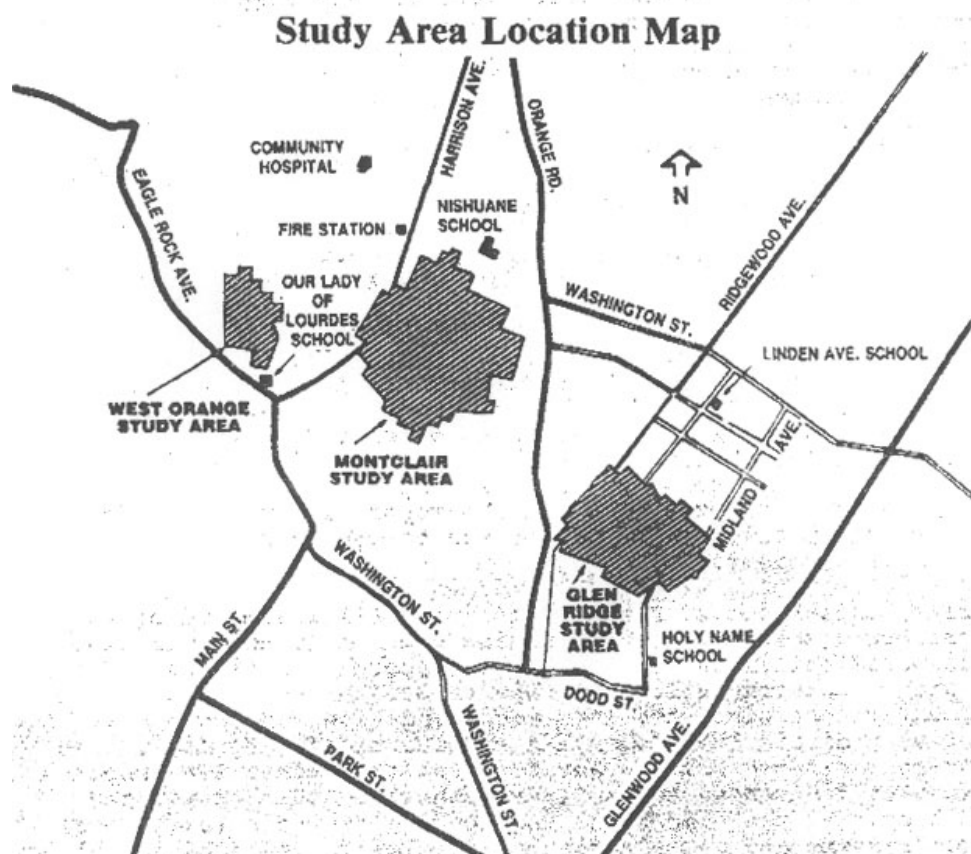 Study Area Location Map
HARRISON AVE.
ORANGE RD.
COMMUNITY
HOSPITAL
N
EAGLE ROCK AVE.
NISHUANE
SCHOOL
FIRE STATION
RIDGEWOOD AVE.
OUR LADY
OF
LOURDES
SCHOOL
WASHINGTON ST.
LINDEN AVE. SCHOOL
WEST ORANGE
STUDY AREA
MONTCLAIR
STUDY AREA
MIDLAND AVE.
WASHINGTON ST.
GLEN
RIDGE
STUDY
AREA
MAIN ST.
HOLY NAME
SCHOOL
DODD ST.
WASHINGTON ST.
PARK ST.
GLENWOOD AVE.